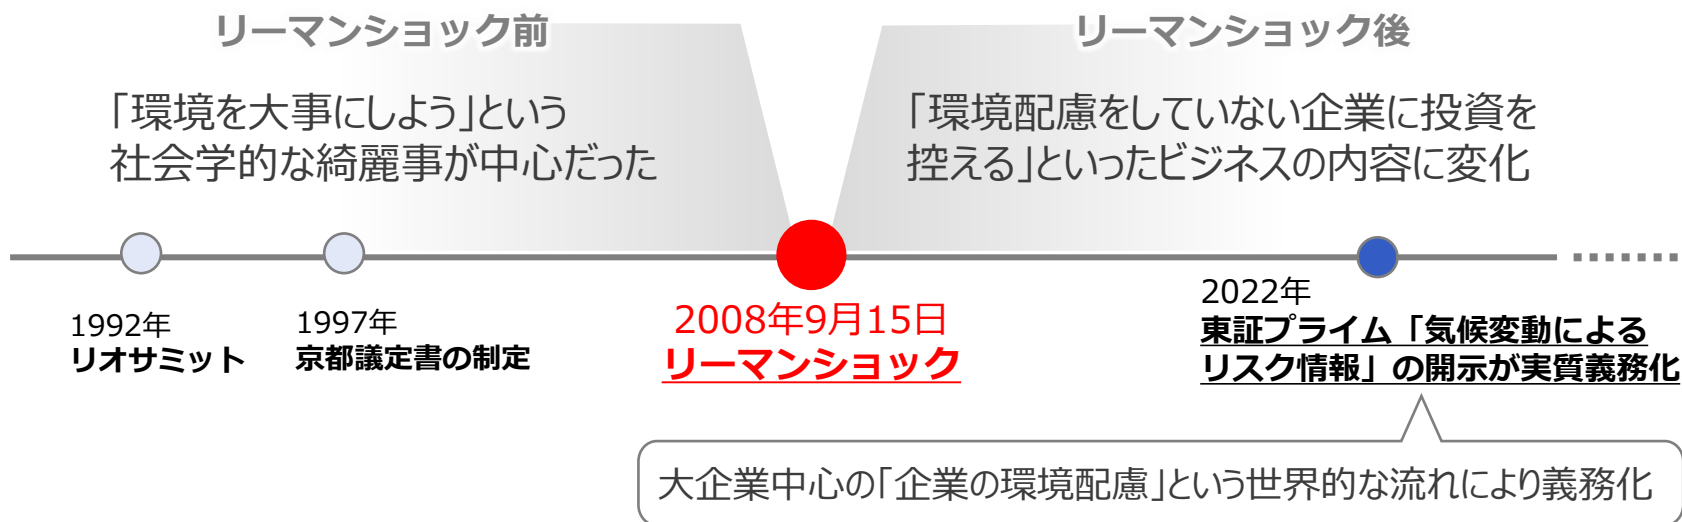 リーマンショック前
「環境を大事にしよう」という
社会学的な綺麗事が中心だった
リーマンショック後
「環境配慮をしていない企業に投資を
控える」といったビジネスの内容に変化
1992年
リオサミット
1997年
京都議定書の制定
2008年9月15日
リーマンショック
2022年
東証プライム「気候変動による
リスク情報」の開示が実質義務化
大企業中心の「企業の環境配慮」という世界的な流れにより義務化